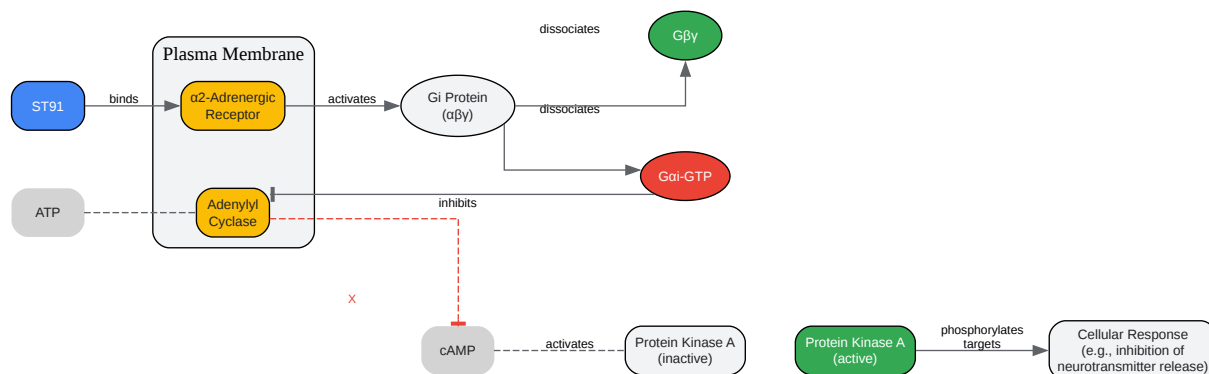 dissociates
Gβγ
Plasma Membrane
ST91
binds
α2-Adrenergic
Receptor
activates
Gi Protein
(αβγ)
dissociates
Gαi-GTP
ATP
Adenylyl
Cyclase
inhibits
X
cAMP
activates
Protein Kinase A
(inactive)
Protein Kinase A
(active)
phosphorylates
targets
Cellular Response
(e.g., inhibition of
neurotransmitter release)